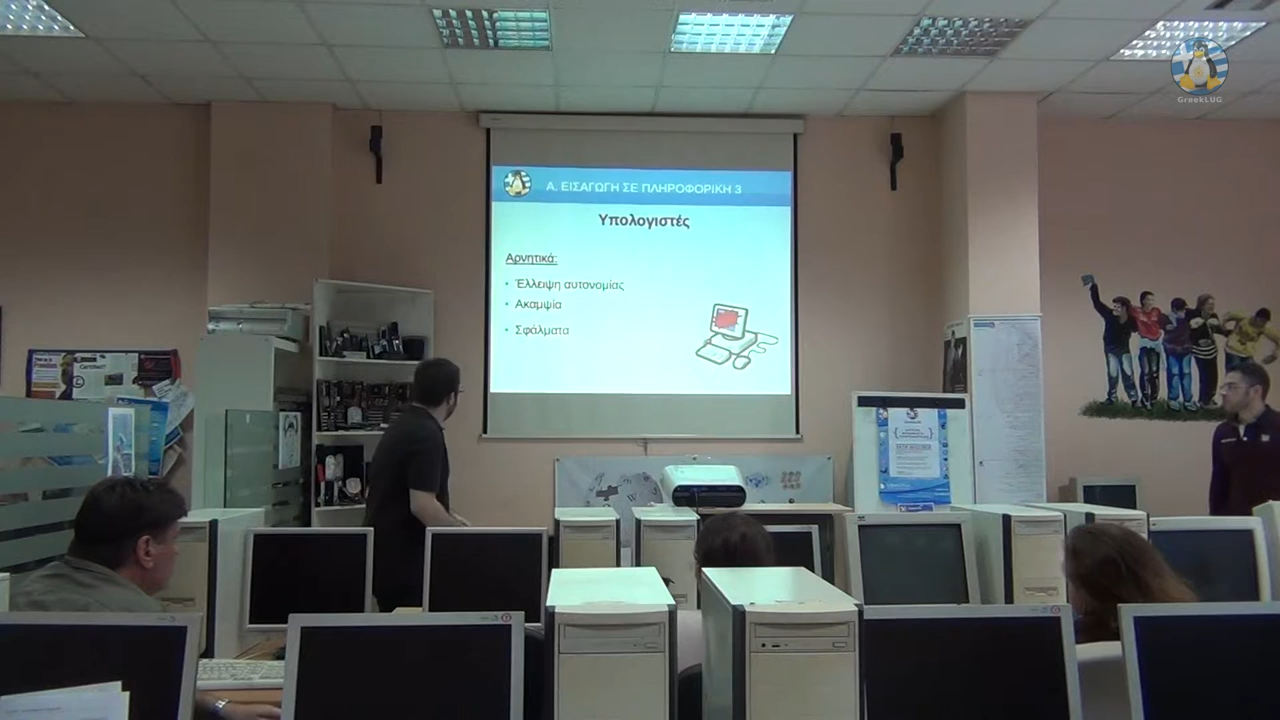 GreekLUG
Α. ΕΙΣΑΓΩΓΗ ΣΕ ΠΛΗΡΟΦΟΡΙΚΗ 3
Υπολογιστές
Αρνητικά:
• Έλλειψη αυτονομίας
• Ακαμψία
• Σφάλματα